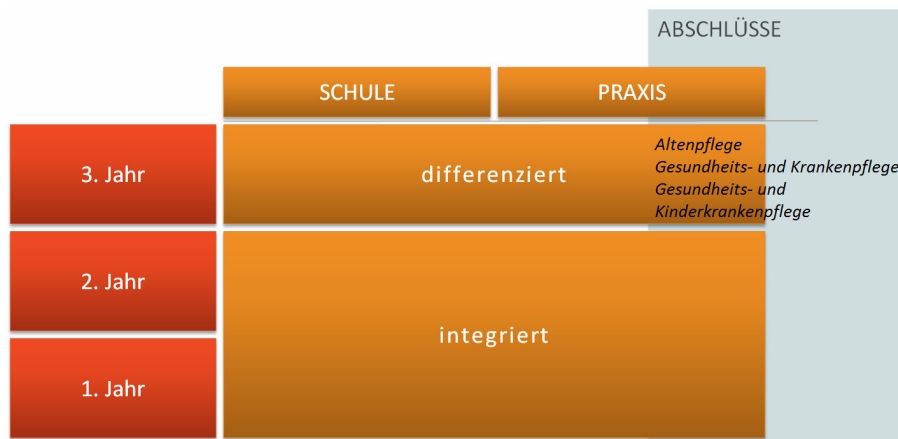 ABSCHLÜSSE
SCHULE
PRAXIS
3. Jahr
differenziert
Altenpflege
Gesundheits- und Krankenpflege
Gesundheits- und
Kinderkrankenpflege
2. Jahr
integriert
1. Jahr